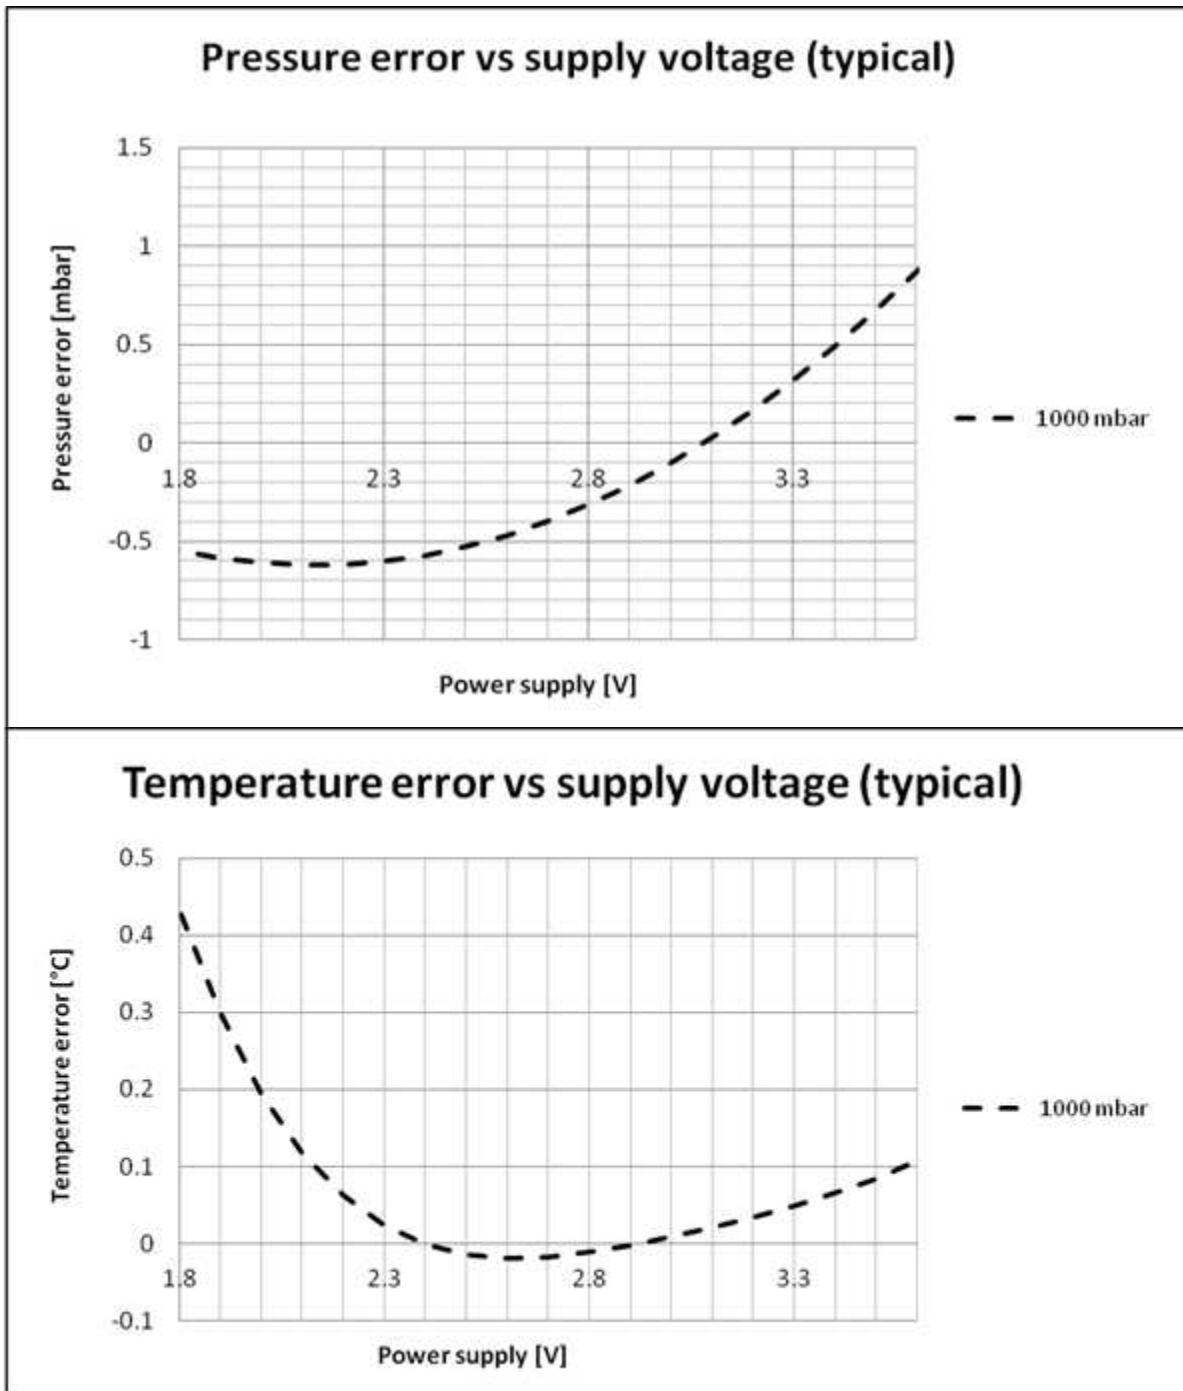 Pressure error vs supply voltage (typical)
1.5
1
0.5
0
-0.5
-1
1.8 2.3 2.8 3.3
Pressure error [mbar]
Power supply [V]
1000 mbar
Temperature error vs supply voltage (typical)
0.5
0.4
0.3
0.2
0.1
0
-0.1
1.8 2.3 2.8 3.3
Temperature error [°C]
Power supply [V]
1000 mbar